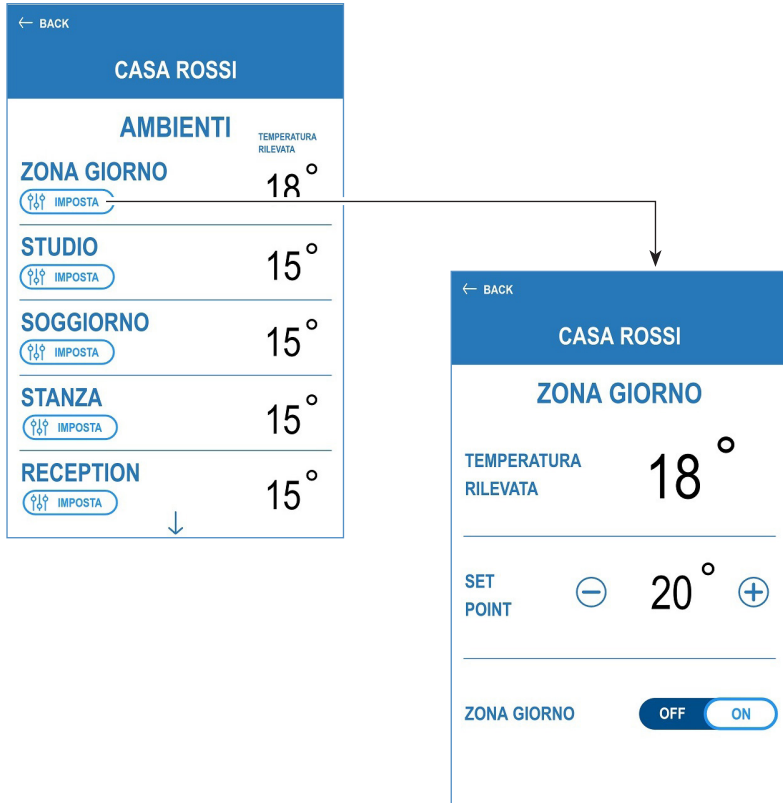 ← BACK
CASA ROSSI
AMBIENTI
TEMPERATURA
RILEVATA
ZONA GIORNO
18°
IMPOSTA
STUDIO
15°
IMPOSTA
SOGGIORNO
15°
IMPOSTA
STANZA
15°
IMPOSTA
RECEPTION
15°
IMPOSTA
← BACK
CASA ROSSI
ZONA GIORNO
TEMPERATURA
RILEVATA
18°
SET
POINT
20°
ZONA GIORNO
OFF ON